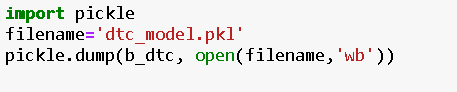 import pickle
filename='dtc_model.pkl'
pickle.dump(b_dtc, open(filename,'wb'))